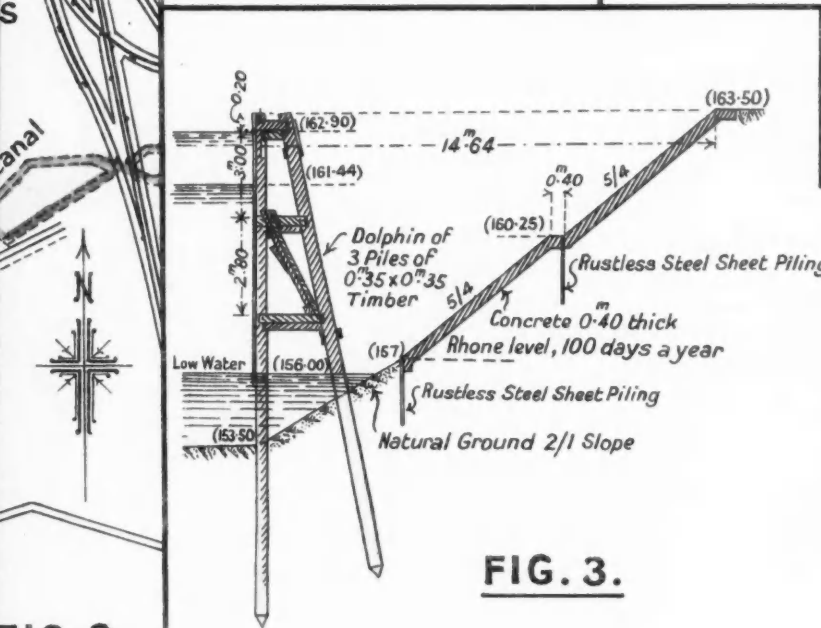 S
Canal
N
0·20
3·00
m
2·80
m
(162·90)
(161·44)
14·64
m
0·40
m
(163·50)
5/4
(160·25)
Dolphin of
3 Piles of
0·35 x 0·35
m m
Timber
Rustless Steel Sheet Piling
5/4
Concrete 0·40 thick
m
(157)
Rhone level, 100 days a year
Low Water
(156·00)
Rustless Steel Sheet Piling
(153·50)
Natural Ground 2/1 Slope
FIG. 3.